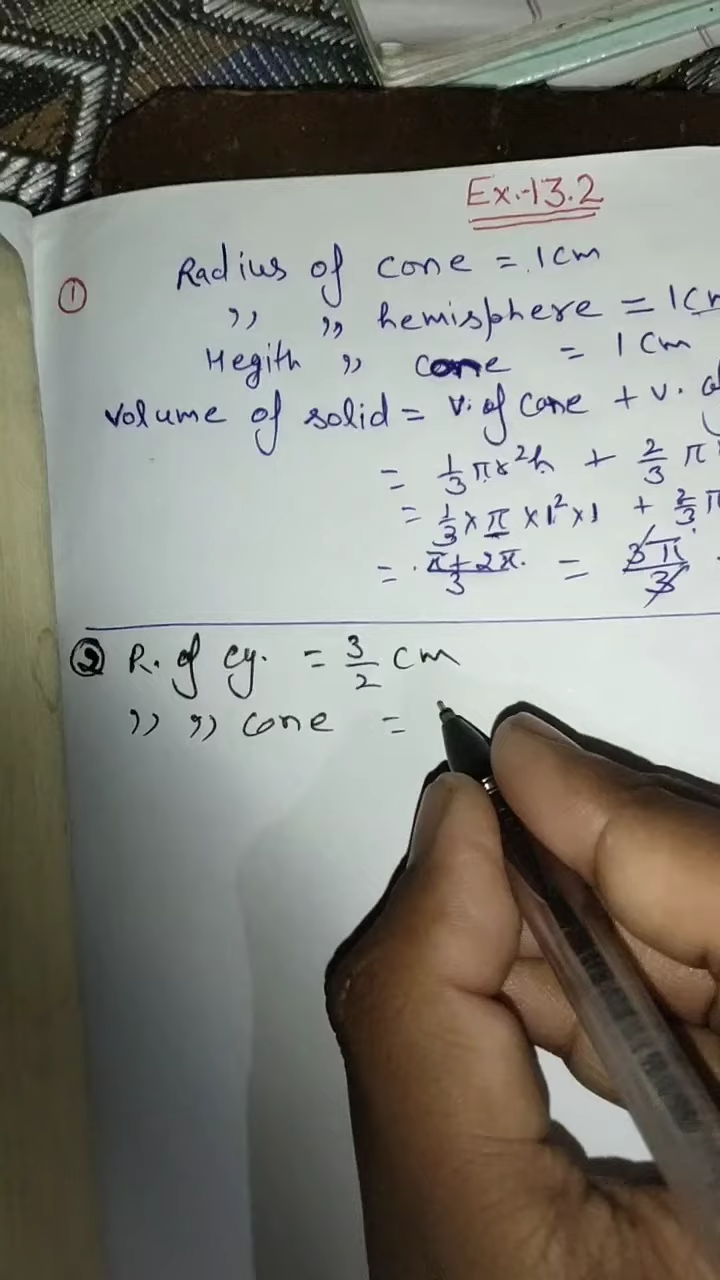 Ex.-13.2
① Radius of cone = 1cm
,, ,, hemisphere = 1cm
Hegith ,, cone = 1 cm
Volume of solid = V. of cone + V. of
= 1/3 πr²h + 2/3 π
= 1/3 × π × 1² × 1 + 2/3 π
= π + 2π / 3 = 3π / 3
② R. of cy. = 3/2 cm
,, ,, cone =